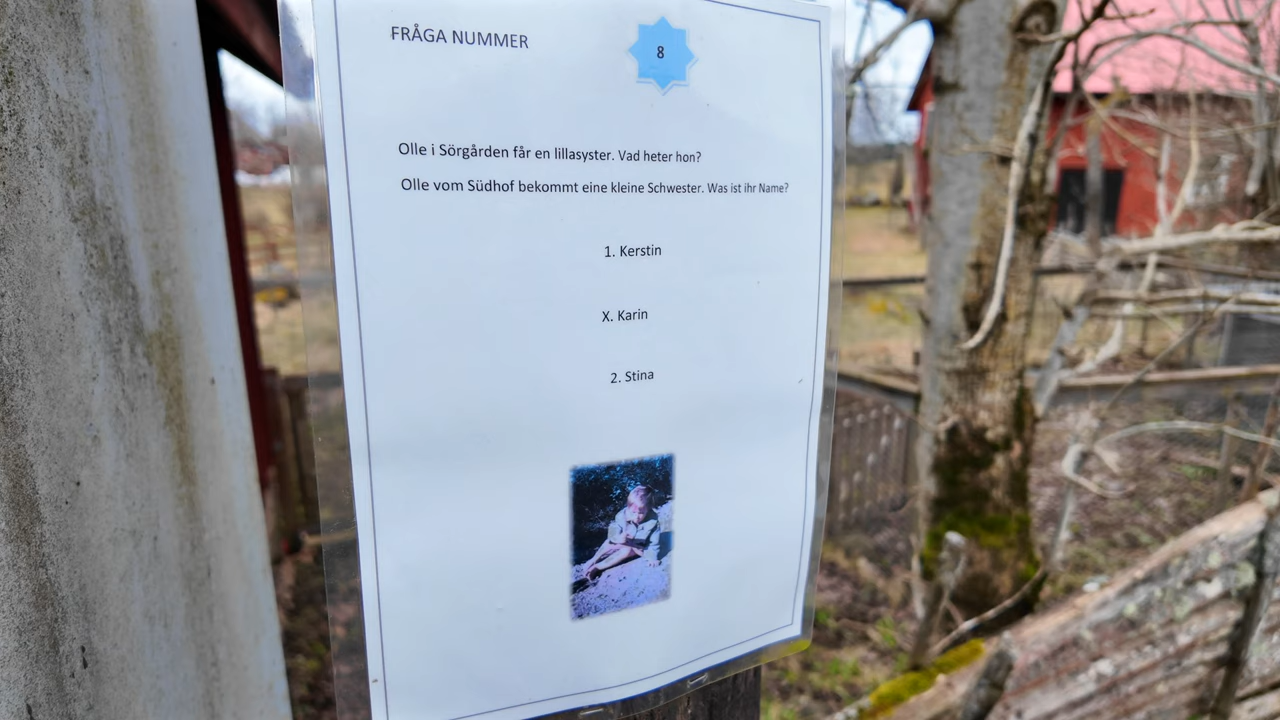 FRÅGA NUMMER
8
Olle i Sörgården får en lillasyster. Vad heter hon?
Olle vom Südhof bekommt eine kleine Schwester. Was ist ihr Name?
1. Kerstin
X. Karin
2. Stina